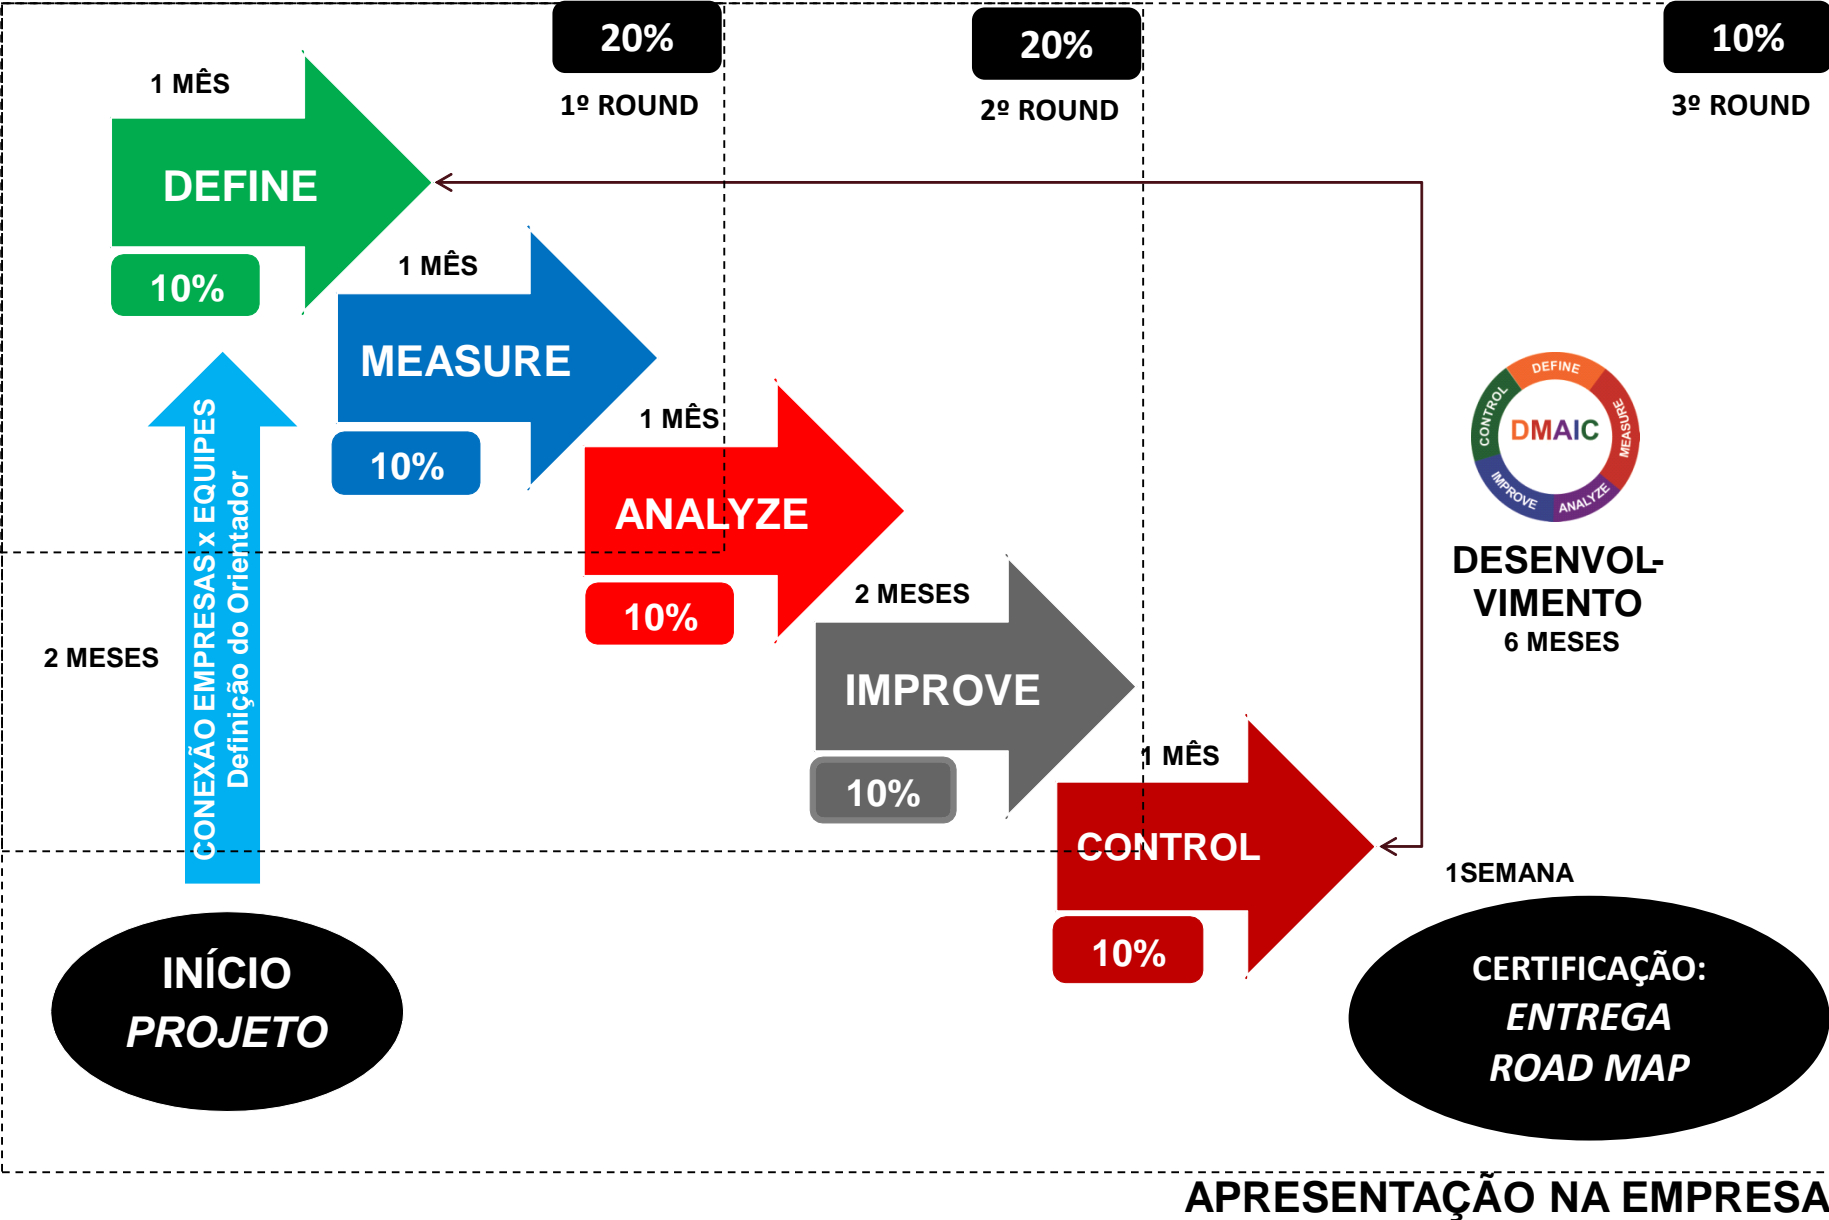 20%
20%
10%
1º ROUND
2º ROUND
3º ROUND
1 MÊS
DEFINE
10%
1 MÊS
MEASURE
10%
1 MÊS
ANALYZE
10%
2 MESES
IMPROVE
10%
1 MÊS
CONTROL
10%
2 MESES
CONEXÃO EMPRESAS x EQUIPES
Definição do Orientador
INÍCIO
PROJETO
DEFINE
MEASURE
ANALYZE
IMPROVE
CONTROL
DMAIC
DESENVOL-
VIMENTO
6 MESES
1SEMANA
CERTIFICAÇÃO:
ENTREGA
ROAD MAP
APRESENTAÇÃO NA EMPRESA